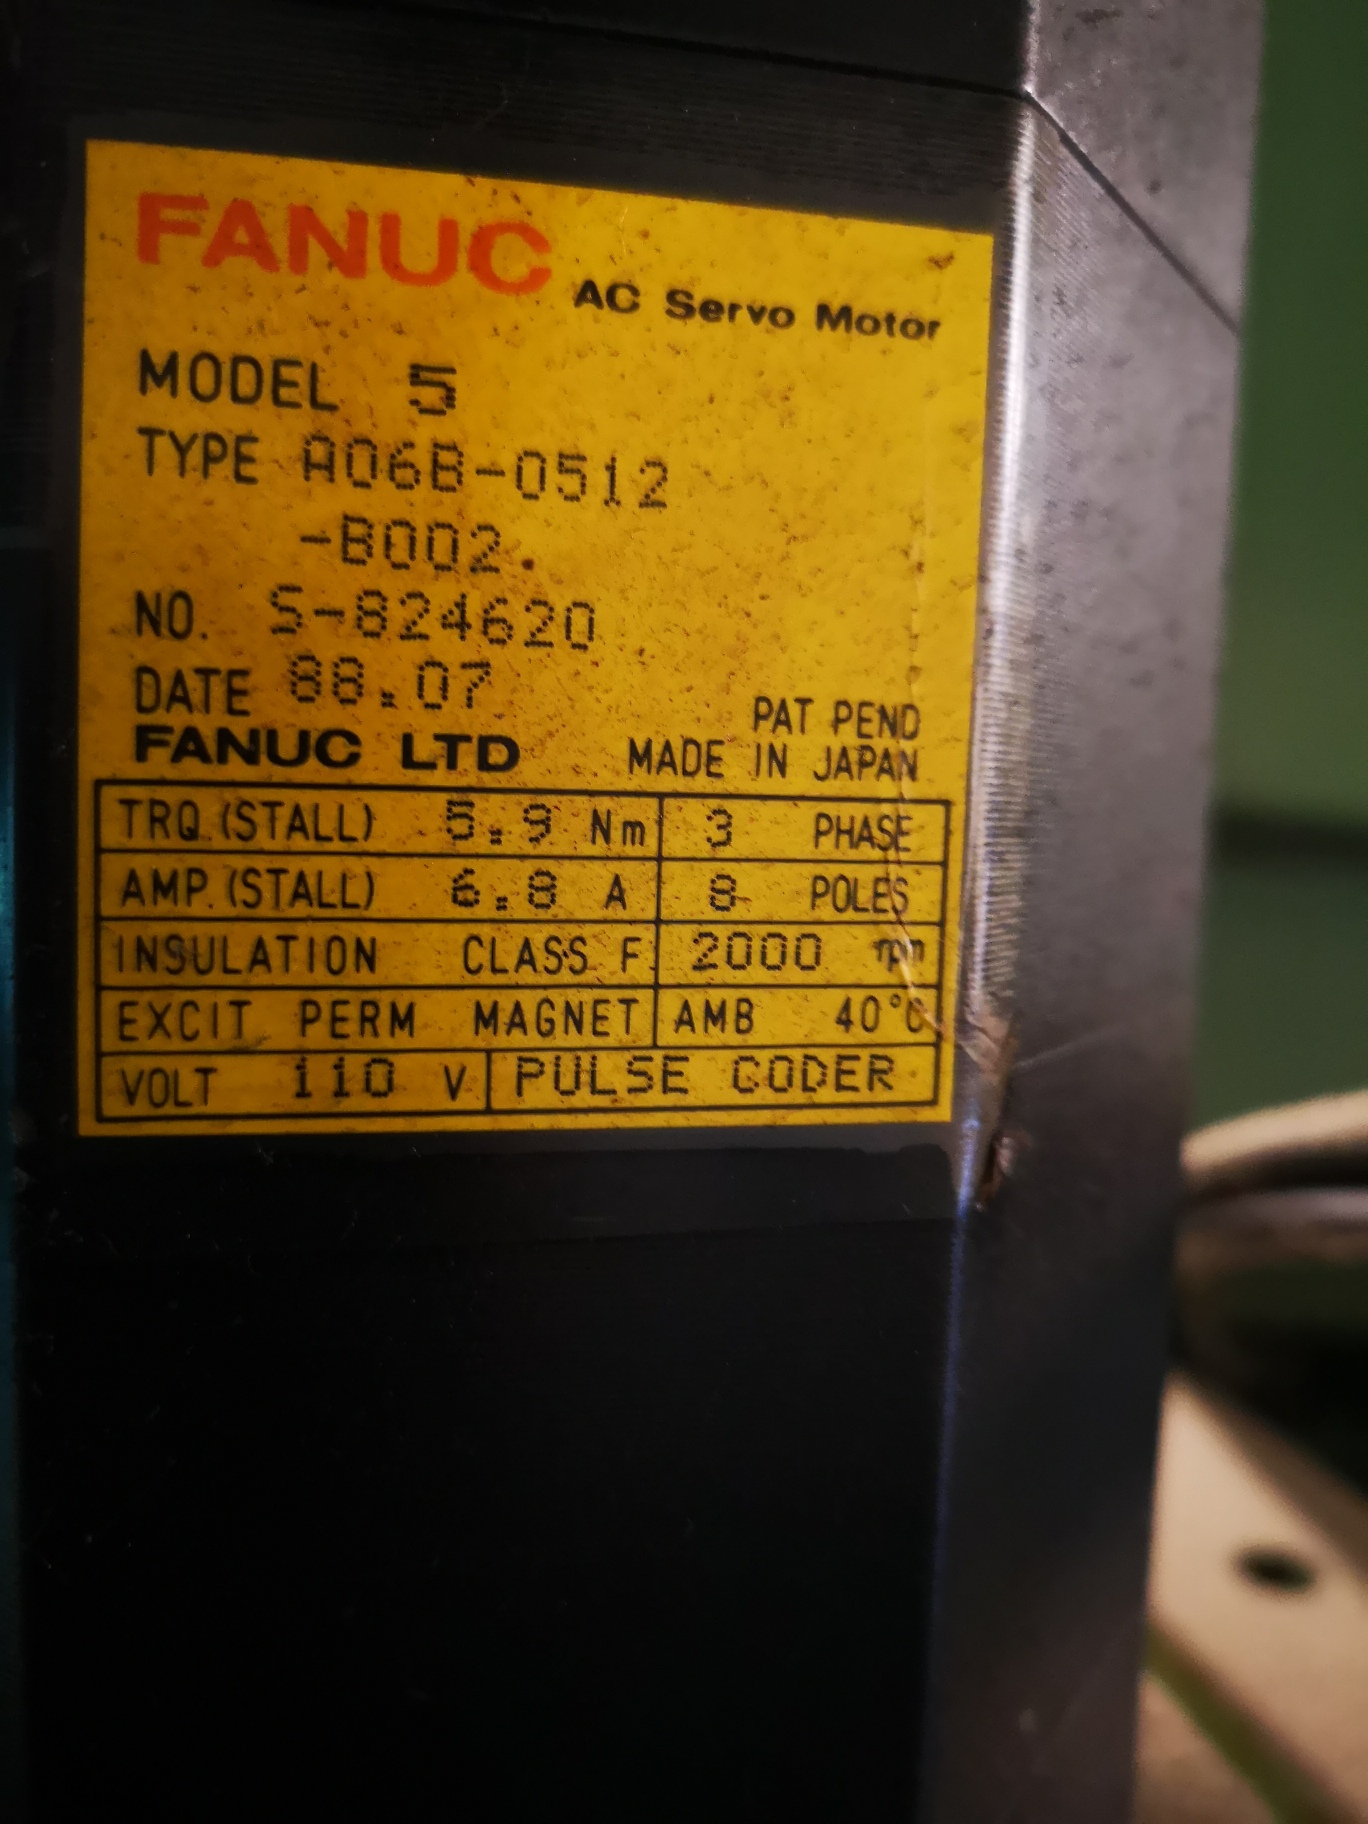 FANUC AC Servo Motor
MODEL 5
TYPE A06B-0512
-B002.
NO. S-824620
DATE 88.07
PAT PEND
FANUC LTD MADE IN JAPAN
TRQ.(STALL) 5.9 Nm 3 PHASE
AMP.(STALL) 6.8 A 8 POLES
INSULATION CLASS F 2000 rpm
EXCIT PERM MAGNET AMB 40°C
VOLT 110 V PULSE CODER